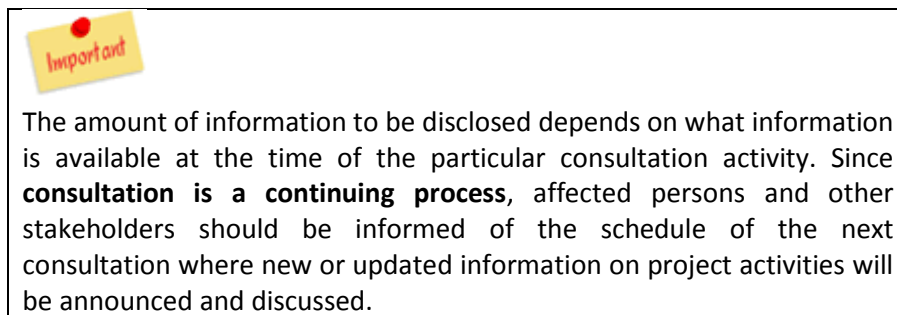 Important
The amount of information to be disclosed depends on what information
is available at the time of the particular consultation activity. Since
consultation is a continuing process, affected persons and other
stakeholders should be informed of the schedule of the next
consultation where new or updated information on project activities will
be announced and discussed.